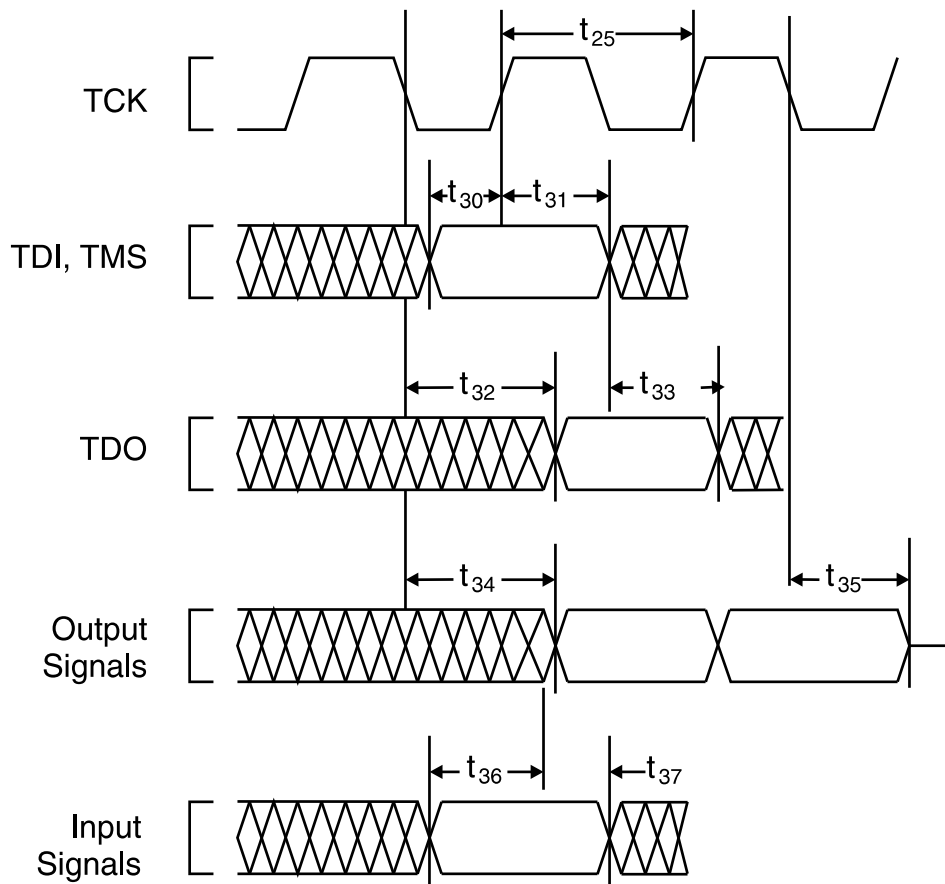 t25
TCK
t30 t31
TDI, TMS
t32 t33
TDO
t34 t35
Output
Signals
t36 t37
Input
Signals